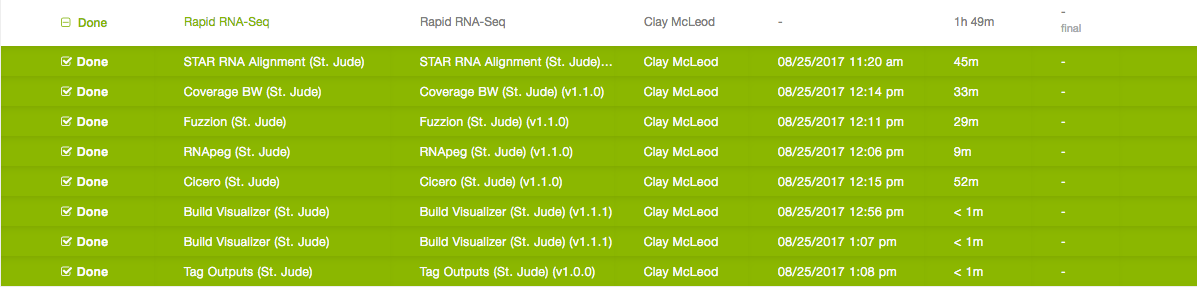 Done Rapid RNA-Seq Rapid RNA-Seq Clay McLeod - 1h 49m -
final
Done STAR RNA Alignment (St. Jude) STAR RNA Alignment (St. Jude)... Clay McLeod 08/25/2017 11:20 am 45m -
Done Coverage BW (St. Jude) Coverage BW (St. Jude) (v1.1.0) Clay McLeod 08/25/2017 12:14 pm 33m -
Done Fuzzion (St. Jude) Fuzzion (St. Jude) (v1.1.0) Clay McLeod 08/25/2017 12:11 pm 29m -
Done RNApeg (St. Jude) RNApeg (St. Jude) (v1.1.0) Clay McLeod 08/25/2017 12:06 pm 9m -
Done Cicero (St. Jude) Cicero (St. Jude) (v1.1.0) Clay McLeod 08/25/2017 12:15 pm 52m -
Done Build Visualizer (St. Jude) Build Visualizer (St. Jude) (v1.1.1) Clay McLeod 08/25/2017 12:56 pm < 1m -
Done Build Visualizer (St. Jude) Build Visualizer (St. Jude) (v1.1.1) Clay McLeod 08/25/2017 1:07 pm < 1m -
Done Tag Outputs (St. Jude) Tag Outputs (St. Jude) (v1.0.0) Clay McLeod 08/25/2017 1:08 pm < 1m -